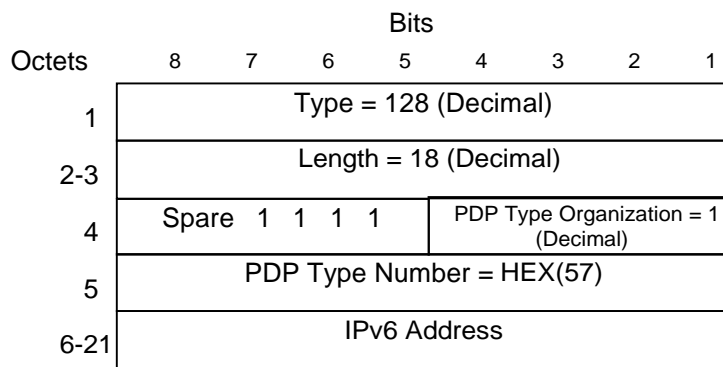 Bits
Octets 8 7 6 5 4 3 2 1
1 Type = 128 (Decimal)
2-3 Length = 18 (Decimal)
4 Spare 1 1 1 1 PDP Type Organization = 1
(Decimal)
5 PDP Type Number = HEX(57)
6-21 IPv6 Address